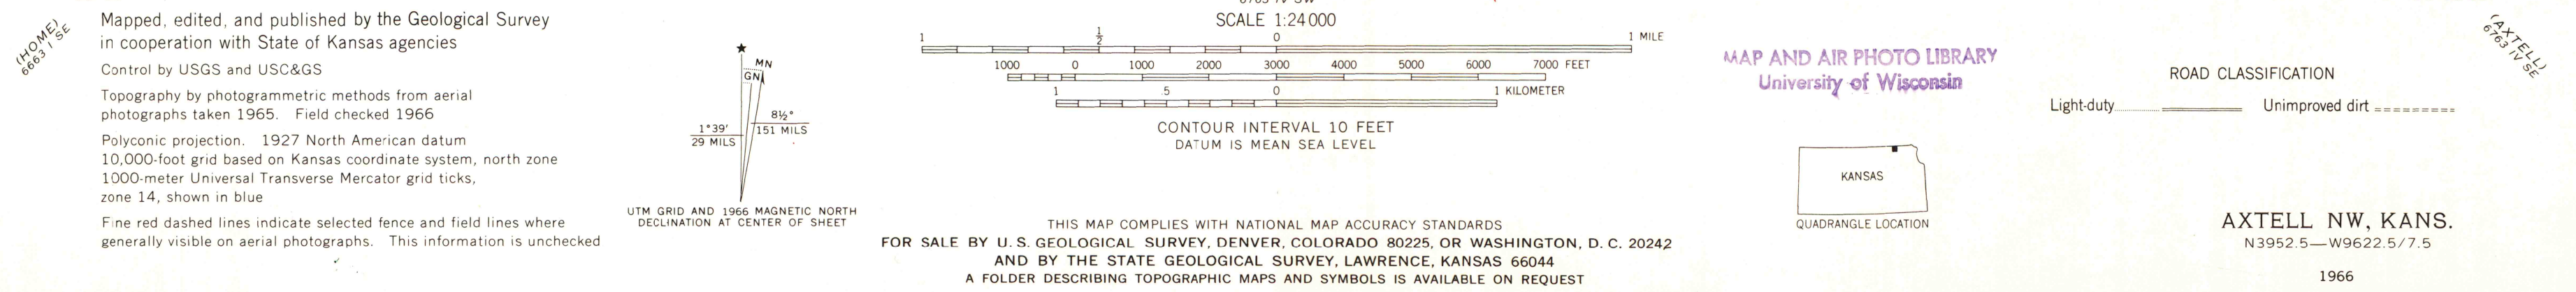 (HOME)
6663 I SE
Mapped, edited, and published by the Geological Survey
in cooperation with State of Kansas agencies
Control by USGS and USC&GS
Topography by photogrammetric methods from aerial
photographs taken 1965. Field checked 1966
Polyconic projection. 1927 North American datum
10,000-foot grid based on Kansas coordinate system, north zone
1000-meter Universal Transverse Mercator grid ticks,
zone 14, shown in blue
Fine red dashed lines indicate selected fence and field lines where
generally visible on aerial photographs. This information is unchecked
★
MN
GN
1°39′
29 MILS
8½°
151 MILS
UTM GRID AND 1966 MAGNETIC NORTH
DECLINATION AT CENTER OF SHEET
SCALE 1:24000
1 ½ 0 1 MILE
1000 0 1000 2000 3000 4000 5000 6000 7000 FEET
1 .5 0 1 KILOMETER
CONTOUR INTERVAL 10 FEET
DATUM IS MEAN SEA LEVEL
THIS MAP COMPLIES WITH NATIONAL MAP ACCURACY STANDARDS
FOR SALE BY U. S. GEOLOGICAL SURVEY, DENVER, COLORADO 80225, OR WASHINGTON, D. C. 20242
AND BY THE STATE GEOLOGICAL SURVEY, LAWRENCE, KANSAS 66044
A FOLDER DESCRIBING TOPOGRAPHIC MAPS AND SYMBOLS IS AVAILABLE ON REQUEST
MAP AND AIR PHOTO LIBRARY
University of Wisconsin
KANSAS
QUADRANGLE LOCATION
ROAD CLASSIFICATION
Light-duty Unimproved dirt
(AXTELL)
6763 IV SE
AXTELL NW, KANS.
N3952.5—W9622.5/7.5
1966